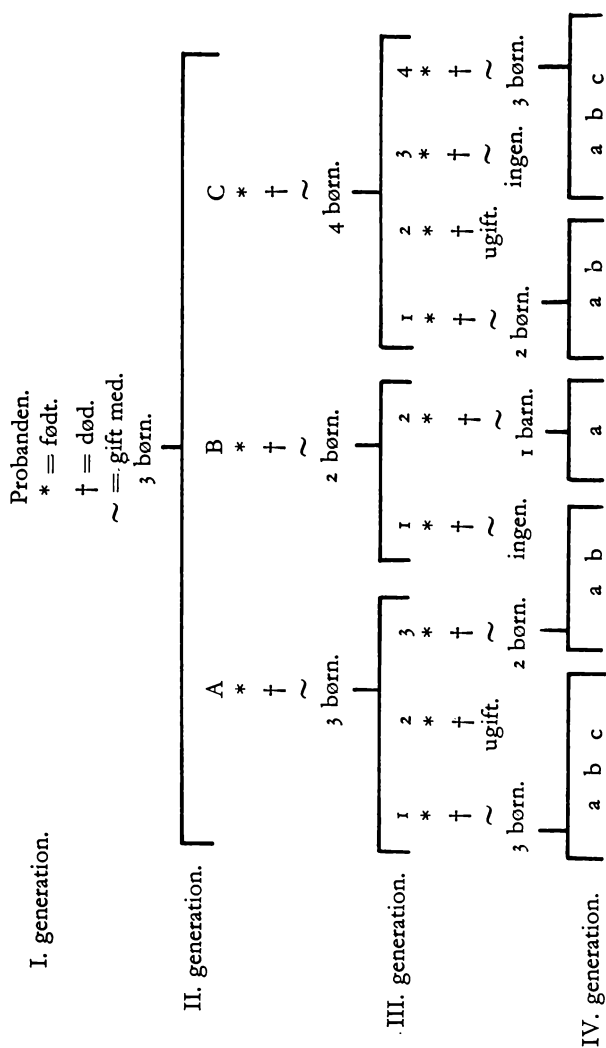 I. generation.
Probanden.
* = født.
† = død.
~ = gift med.
3 børn.
II. generation.
A B C
* * *
† † †
~ ~ ~
3 børn. 2 børn. 4 børn.
III. generation.
1 2 3 1 2 1 2 3 4
* * * * * * * * *
† † † † † † † † †
~ ugift. ~ ~ ~ ~ ugift. ~ ~
3 børn. 2 børn. ingen. 1 barn. 2 børn. ingen. 3 børn.
IV. generation.
a b c a b a a b a b c